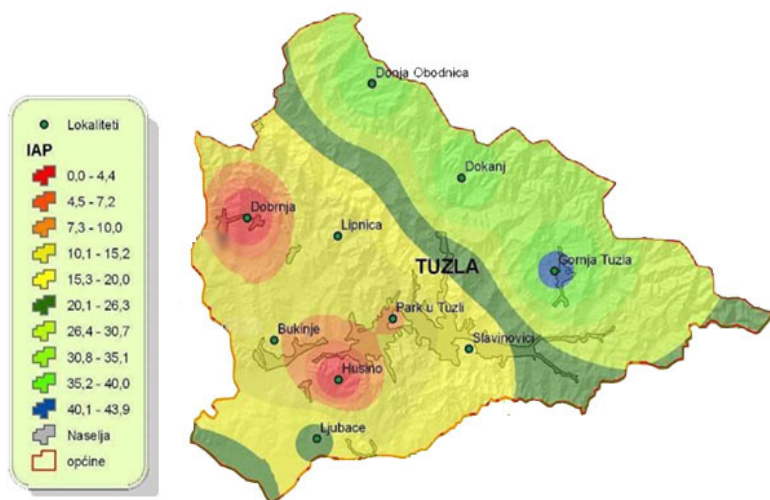 Lokaliteti
IAP
0,0 - 4,4
4,5 - 7,2
7,3 - 10,0
10,1 - 15,2
15,3 - 20,0
20,1 - 26,3
26,4 - 30,7
30,8 - 35,1
35,2 - 40,0
40,1 - 43,9
Naselja
općine
Donja Obodnica
Dokanj
Dobrnja
Lipnica
TUZLA
Gornja Tuzla
Park u Tuzli
Bukinje
Slavinovici
Husino
Ljubace